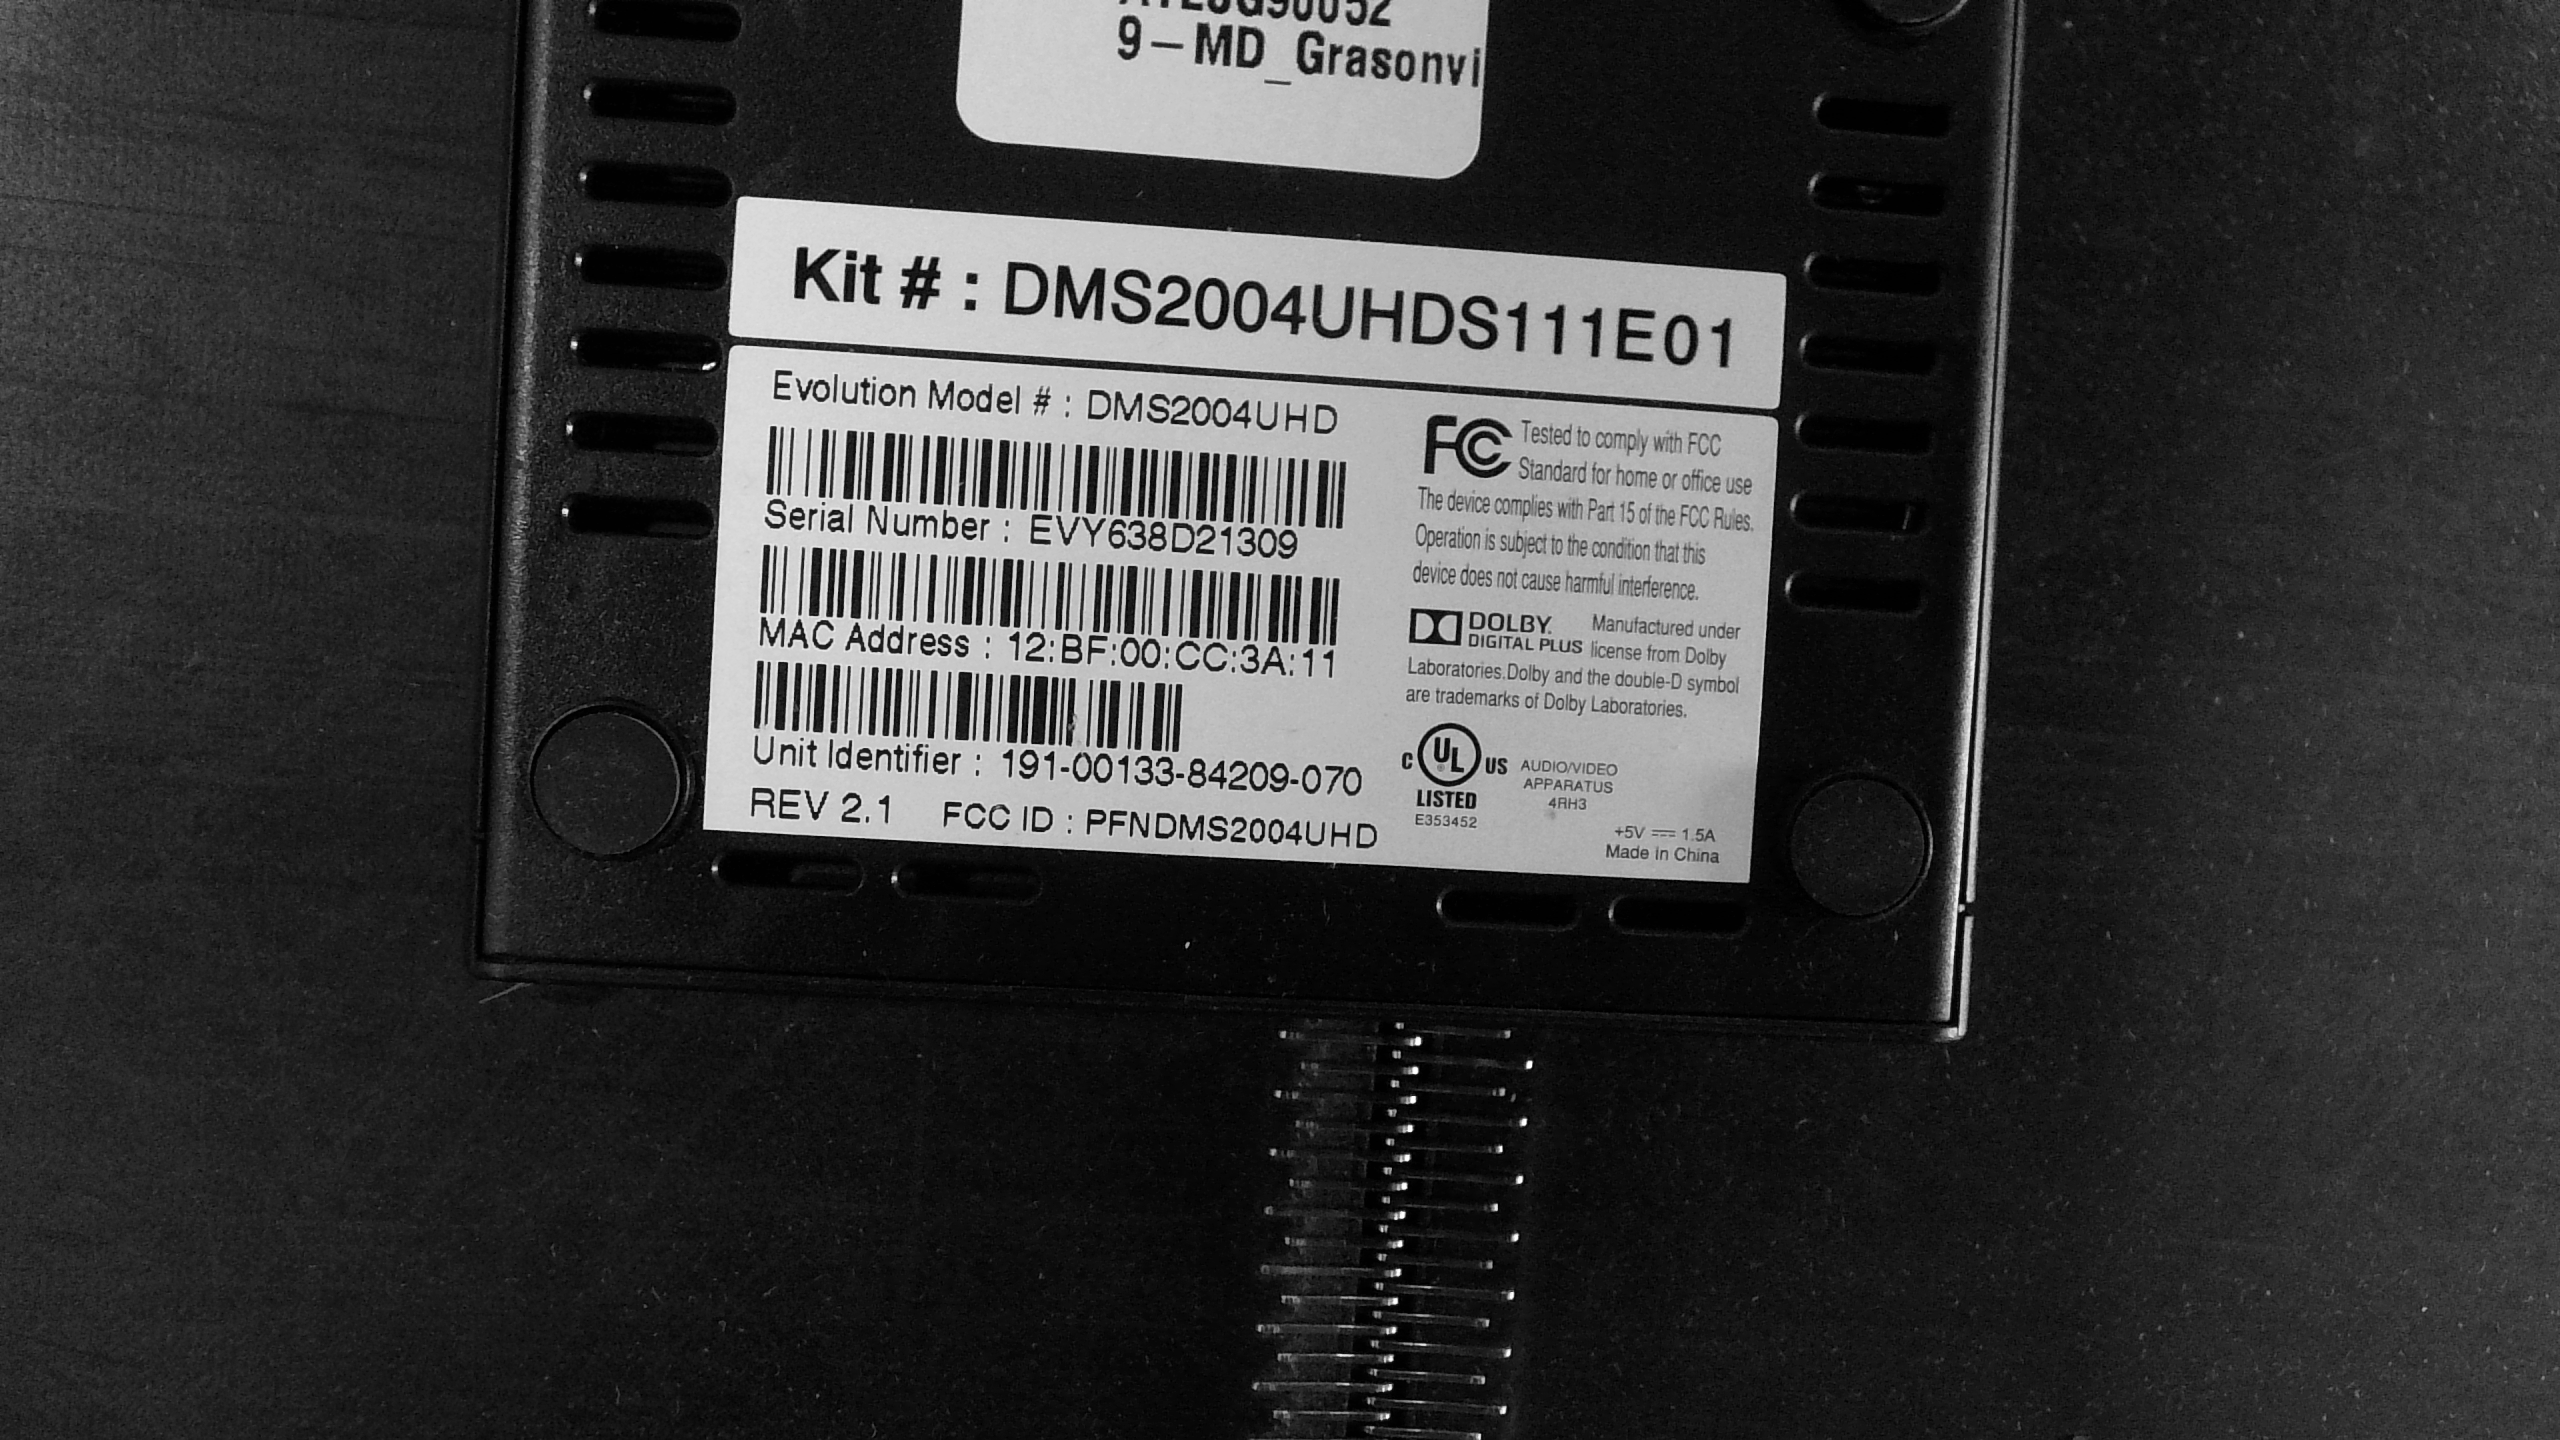 9-MD_Grasonvi
Kit # : DMS2004UHDS111E01
Evolution Model # : DMS2004UHD
Serial Number : EVY638D21309
MAC Address : 12:BF:00:CC:3A:11
Unit Identifier : 191-00133-84209-070
REV 2.1 FCC ID : PFNDMS2004UHD
FC Tested to comply with FCC
Standard for home or office use
The device complies with Part 15 of the FCC Rules.
Operation is subject to the condition that this
device does not cause harmful interference.
DOLBY. Manufactured under
DIGITAL PLUS license from Dolby
Laboratories.Dolby and the double-D symbol
are trademarks of Dolby Laboratories.
C UL US AUDIO/VIDEO
APPARATUS
LISTED 4RH3
E353452
+5V ⎓ 1.5A
Made in China